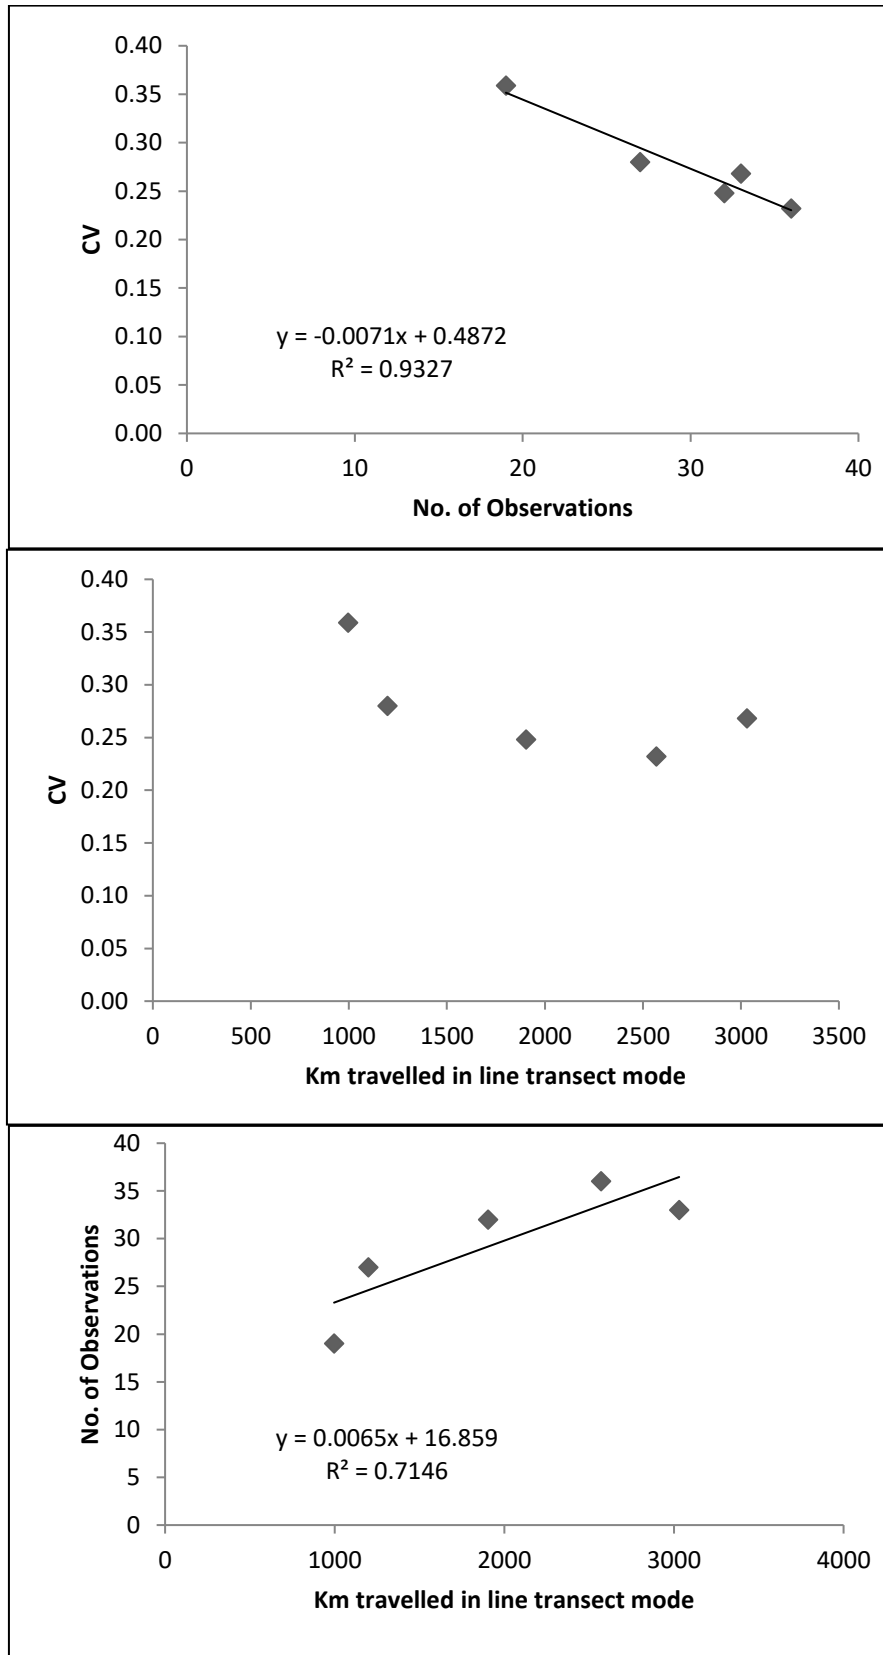 0.40
0.35
0.30
0.25
0.20
0.15
0.10
0.05
0.00
CV
y = -0.0071x + 0.4872
R² = 0.9327
0 10 20 30 40
No. of Observations
0.40
0.35
0.30
0.25
0.20
0.15
0.10
0.05
0.00
CV
0 500 1000 1500 2000 2500 3000 3500
Km travelled in line transect mode
40
35
30
25
20
15
10
5
0
No. of Observations
y = 0.0065x + 16.859
R² = 0.7146
0 1000 2000 3000 4000
Km travelled in line transect mode